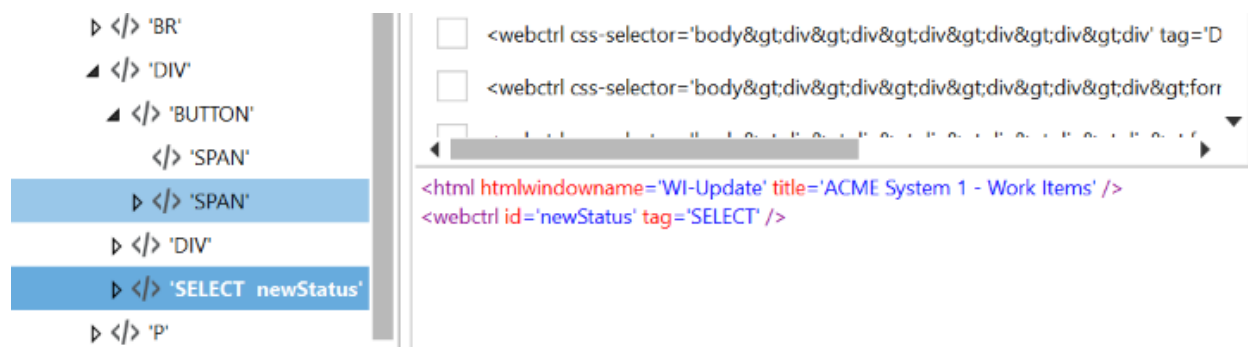 </> 'BR'
</> 'DIV'
</> 'BUTTON'
</> 'SPAN'
</> 'SPAN'
</> 'DIV'
</> 'SELECT newStatus'
</> 'P'
<webctrl css-selector='body&gt;div&gt;div&gt;div&gt;div&gt;div&gt;div' tag='D
<webctrl css-selector='body&gt;div&gt;div&gt;div&gt;div&gt;div&gt;forr
<html htmlwindowname='WI-Update' title='ACME System 1 - Work Items' />
<webctrl id='newStatus' tag='SELECT' />